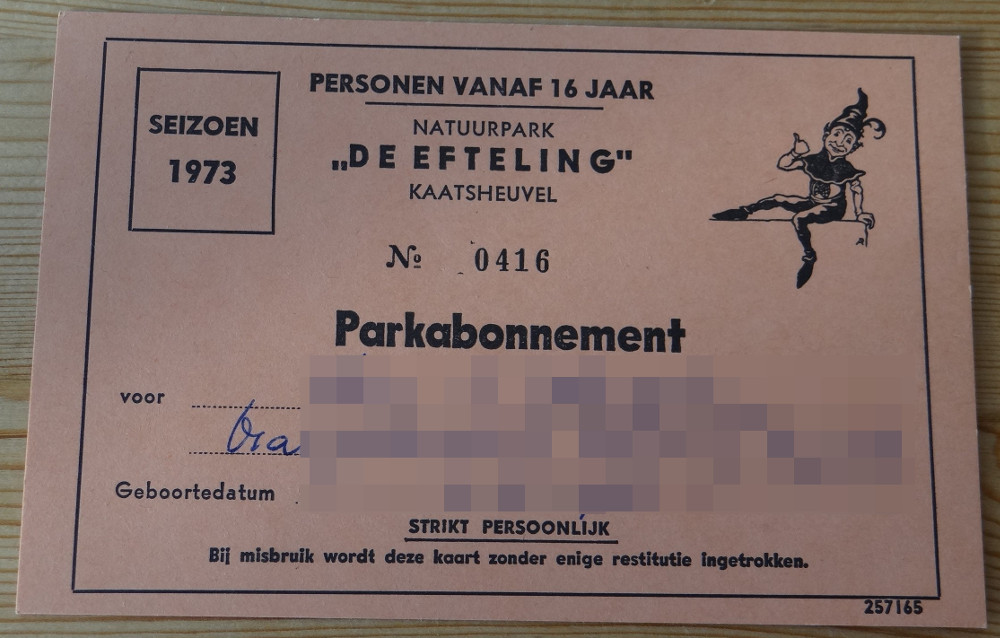 PERSONEN VANAF 16 JAAR
SEIZOEN
1973
NATUURPARK
„DE EFTELING"
KAATSHEUVEL
№ 0416
Parkabonnement
voor
Geboortedatum
STRIKT PERSOONLIJK
Bij misbruik wordt deze kaart zonder enige restitutie ingetrokken.
257165